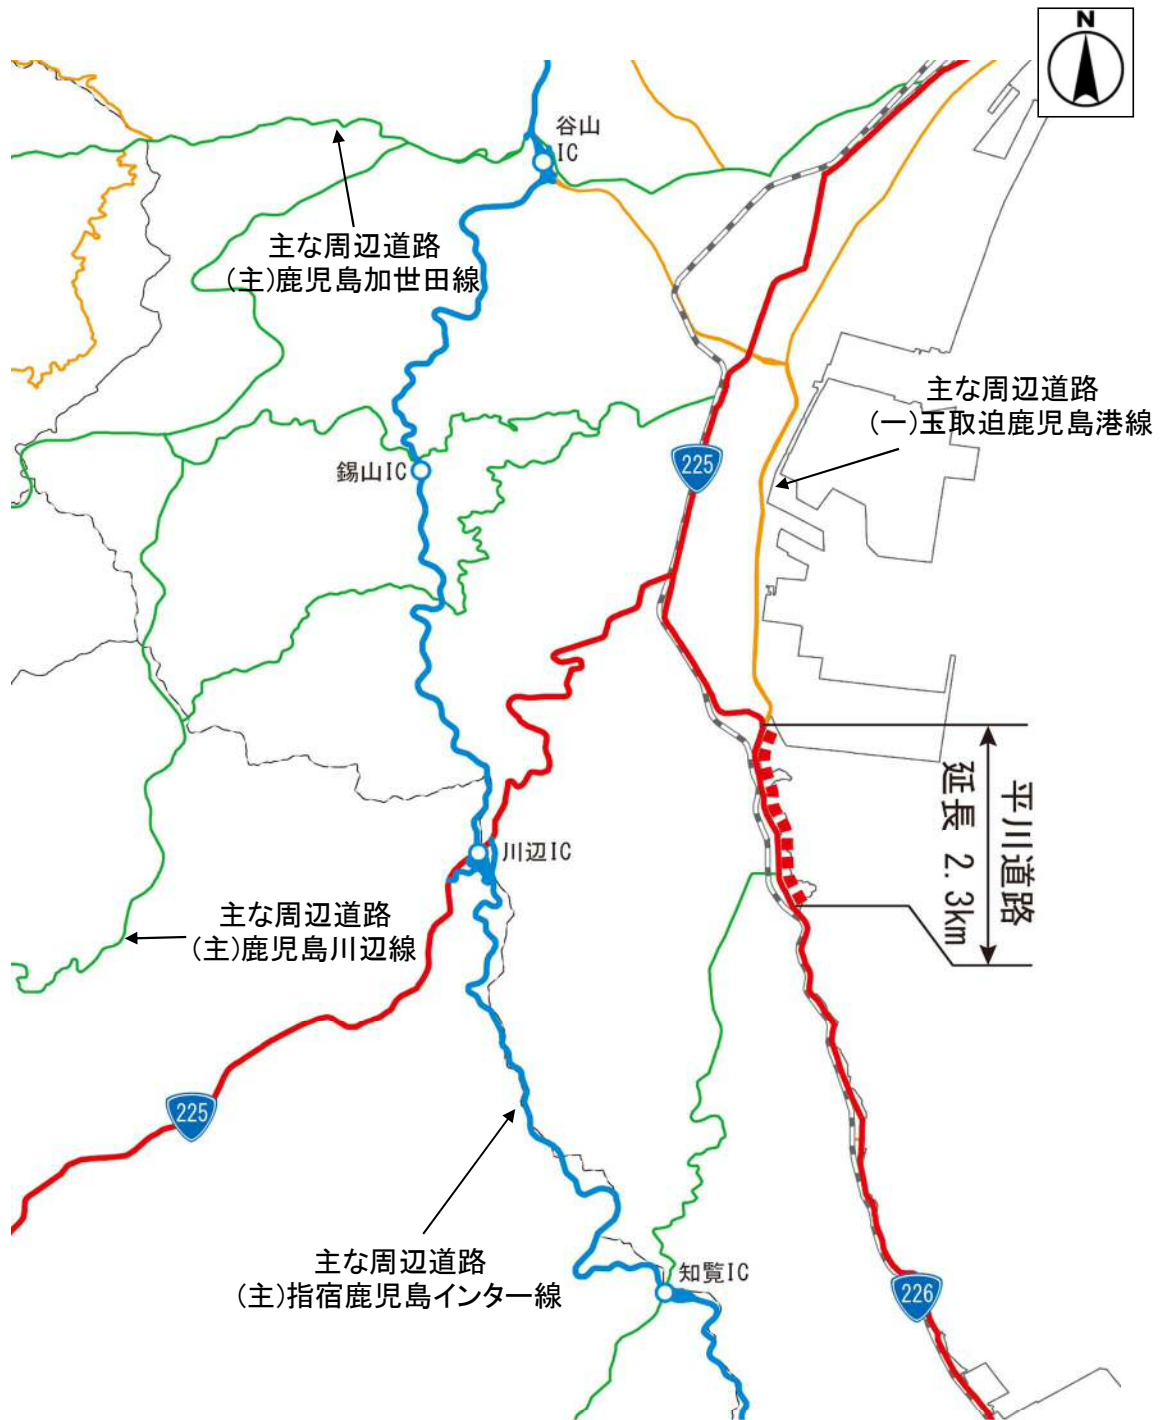 N
谷山
IC
主な周辺道路
(主)鹿児島加世田線
主な周辺道路
(一)玉取迫鹿児島港線
225
錫山IC
平川道路
延長 2.3km
川辺IC
主な周辺道路
(主)鹿児島川辺線
225
主な周辺道路
(主)指宿鹿児島インター線
知覧IC
226